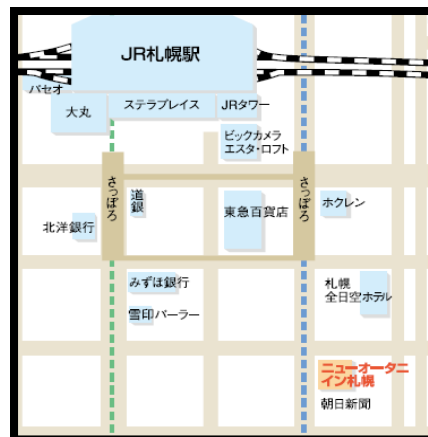 JR札幌駅
パセオ
大丸
ステラプレイス
JRタワー
ビックカメラ
エスタ・ロフト
さっぽろ
さっぽろ
道銀
東急百貨店
ホクレン
北洋銀行
みずほ銀行
札幌
全日空ホテル
雪印パーラー
ニューオータニ
イン札幌
朝日新聞